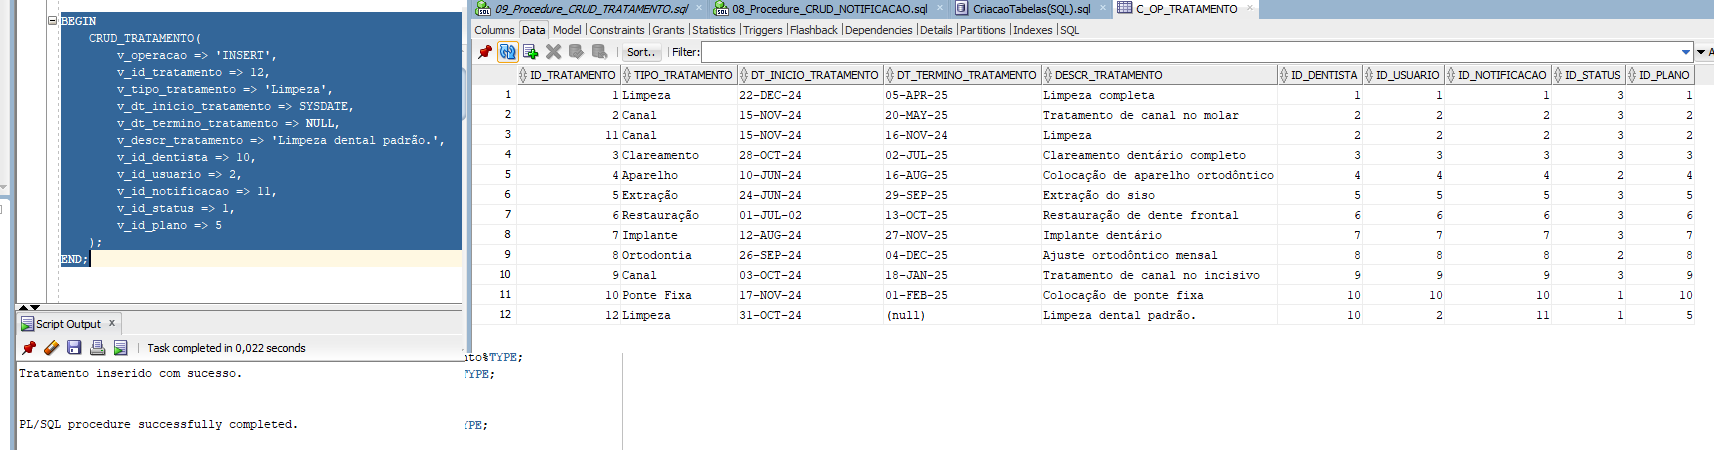 BEGIN
CRUD_TRATAMENTO(
v_operacao => 'INSERT',
v_id_tratamento => 12,
v_tipo_tratamento => 'Limpeza',
v_dt_inicio_tratamento => SYSDATE,
v_dt_termino_tratamento => NULL,
v_descr_tratamento => 'Limpeza dental padrão.',
v_id_dentista => 10,
v_id_usuario => 2,
v_id_notificacao => 11,
v_id_status => 1,
v_id_plano => 5
);
END;
Script Output x
Task completed in 0,022 seconds
Tratamento inserido com sucesso.
PL/SQL procedure successfully completed.
09_Procedure_CRUD_TRATAMENTO.sql 08_Procedure_CRUD_NOTIFICACAO.sql CriacaoTabelas(SQL).sql C_OP_TRATAMENTO
Columns Data Model Constraints Grants Statistics Triggers Flashback Dependencies Details Partitions Indexes SQL
Sort.. Filter:
ID_TRATAMENTO TIPO_TRATAMENTO DT_INICIO_TRATAMENTO DT_TERMINO_TRATAMENTO DESCR_TRATAMENTO ID_DENTISTA ID_USUARIO ID_NOTIFICACAO ID_STATUS ID_PLANO
1 1 Limpeza 22-DEC-24 05-APR-25 Limpeza completa 1 1 1 3 1
2 2 Canal 15-NOV-24 20-MAY-25 Tratamento de canal no molar 2 2 2 3 2
3 11 Canal 15-NOV-24 16-NOV-24 Limpeza 2 2 2 3 2
4 3 Clareamento 28-OCT-24 02-JUL-25 Clareamento dentário completo 3 3 3 3 3
5 4 Aparelho 10-JUN-24 16-AUG-25 Colocação de aparelho ortodôntico 4 4 4 2 4
6 5 Extração 24-JUN-24 29-SEP-25 Extração do siso 5 5 5 3 5
7 6 Restauração 01-JUL-02 13-OCT-25 Restauração de dente frontal 6 6 6 3 6
8 7 Implante 12-AUG-24 27-NOV-25 Implante dentário 7 7 7 3 7
9 8 Ortodontia 26-SEP-24 04-DEC-25 Ajuste ortodôntico mensal 8 8 8 2 8
10 9 Canal 03-OCT-24 18-JAN-25 Tratamento de canal no incisivo 9 9 9 3 9
11 10 Ponte Fixa 17-NOV-24 01-FEB-25 Colocação de ponte fixa 10 10 10 1 10
12 12 Limpeza 31-OCT-24 (null) Limpeza dental padrão. 10 2 11 1 5
nto%TYPE;
TYPE;
YPE;